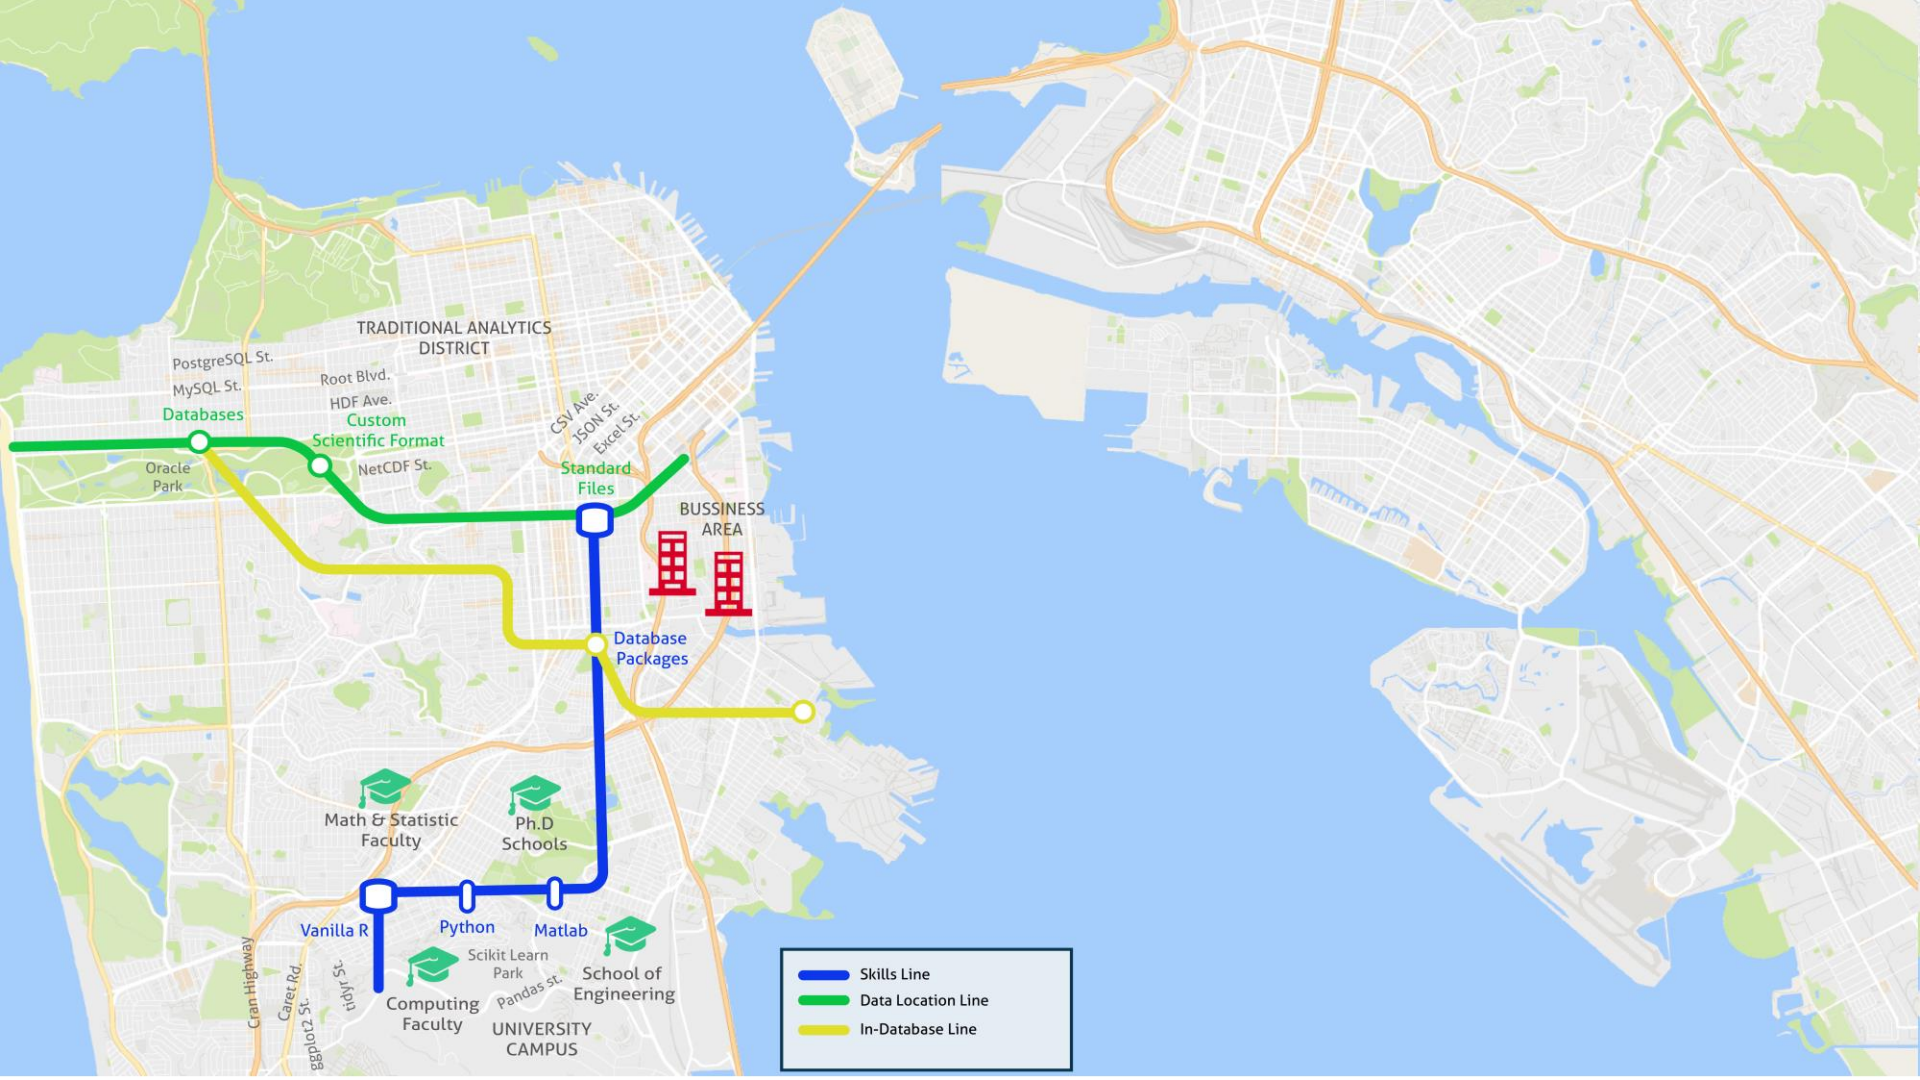 TRADITIONAL ANALYTICS
DISTRICT
PostgreSQL St.
MySQL St.
Root Blvd.
HDF Ave.
Databases
Custom
Scientific Format
CSV Ave.
JSON St.
Excel St.
Oracle
Park
NetCDF St.
Standard
Files
BUSSINESS
AREA
Database
Packages
Math & Statistic
Faculty
Ph.D
Schools
Vanilla R
Python
Matlab
Cran Highway
Caret Rd.
ggplot2 St.
tidyr St.
Scikit Learn
Park
Pandas st.
School of
Engineering
Computing
Faculty
UNIVERSITY
CAMPUS
Skills Line
Data Location Line
In-Database Line